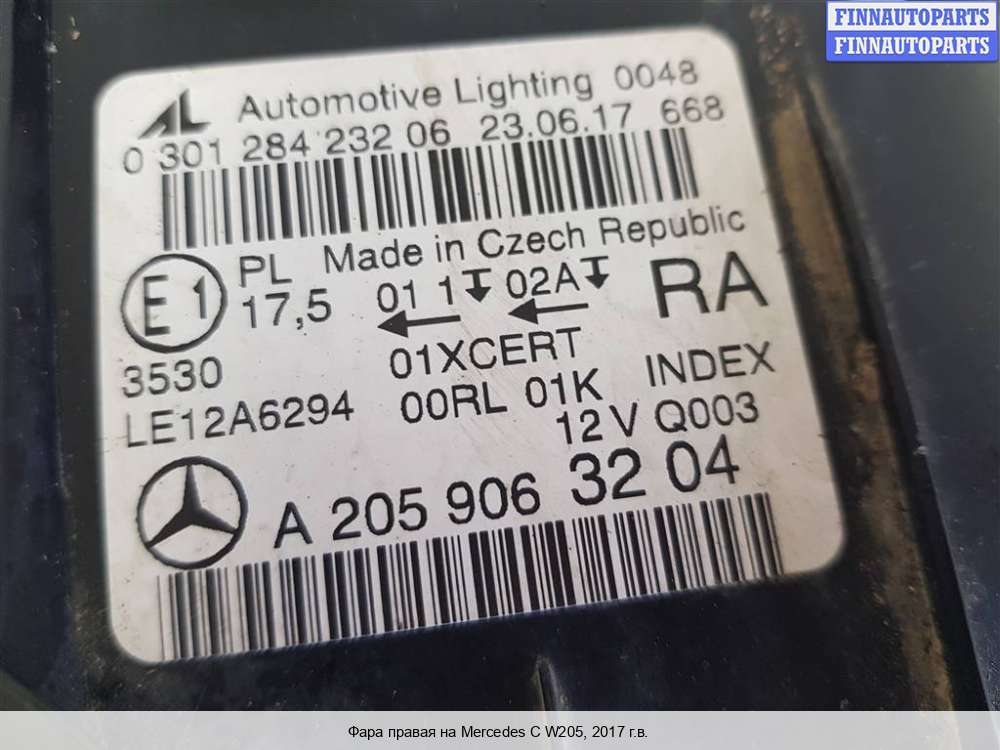 FINNAUTOPARTS
FINNAUTOPARTS
AL Automotive Lighting 0048
0 301 284 232 06 23.06.17 668
PL Made in Czech Republic
E1 17,5 01 1 02A RA
3530 01XCERT
LE12A6294 00RL 01K INDEX
12 V Q003
A 205 906 3204
Фара правая на Mercedes C W205, 2017 г.в.